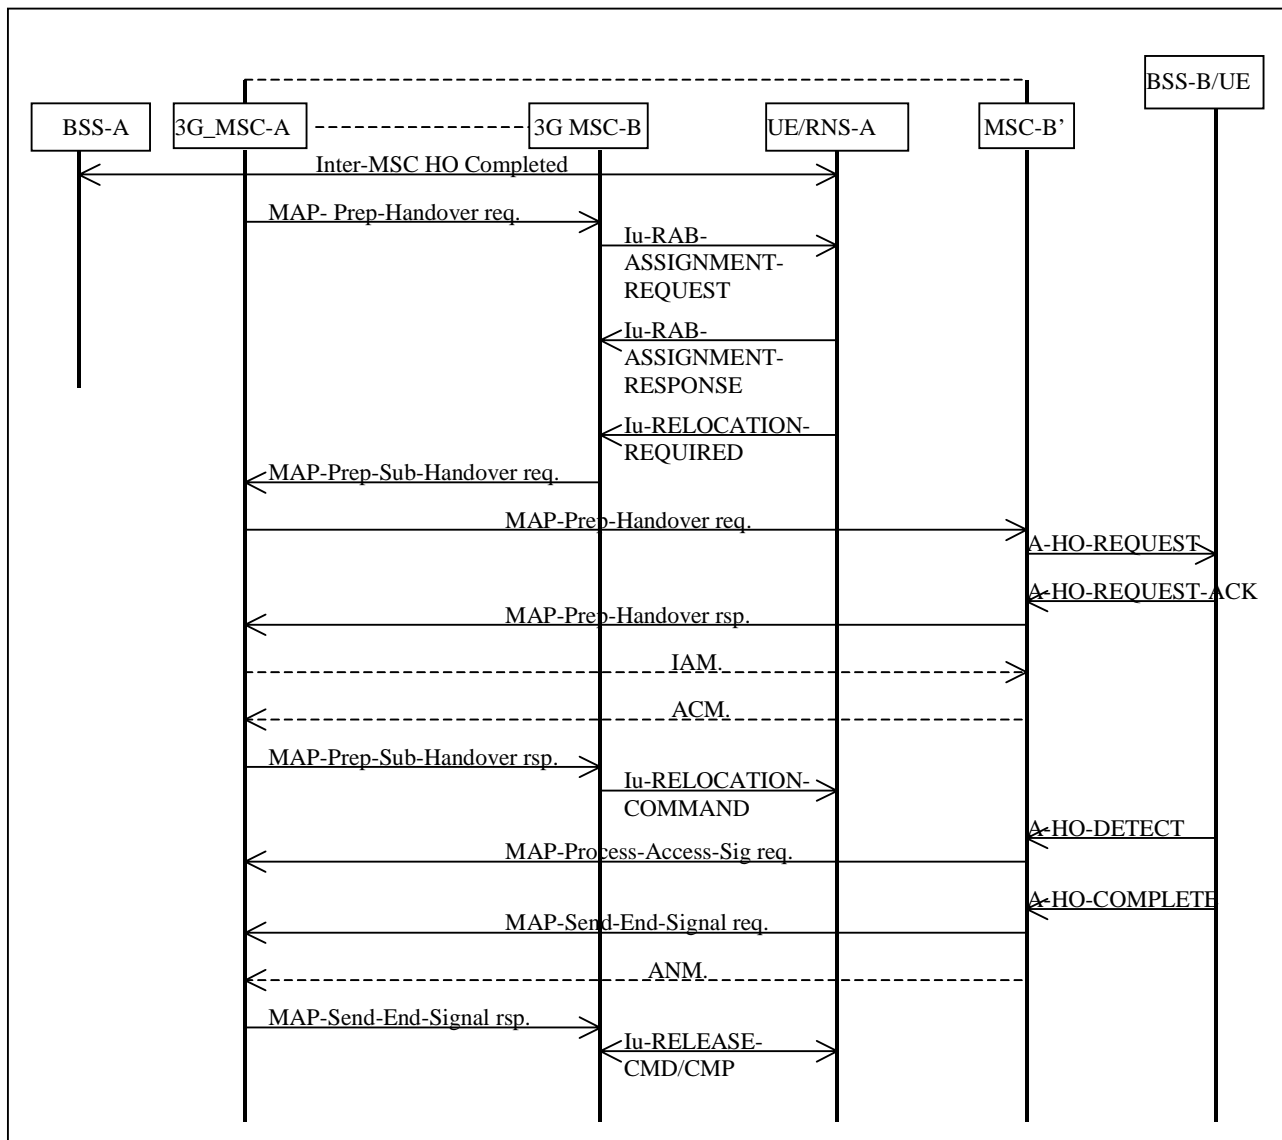 BSS-B/UE
BSS-A
3G_MSC-A
3G MSC-B
UE/RNS-A
MSC-B’
Inter-MSC HO Completed
MAP- Prep-Handover req.
Iu-RAB-
ASSIGNMENT-
REQUEST
Iu-RAB-
ASSIGNMENT-
RESPONSE
Iu-RELOCATION-
REQUIRED
MAP-Prep-Sub-Handover req.
MAP-Prep-Handover req.
A-HO-REQUEST
A-HO-REQUEST-ACK
MAP-Prep-Handover rsp.
IAM.
ACM.
MAP-Prep-Sub-Handover rsp.
Iu-RELOCATION-
COMMAND
A-HO-DETECT
MAP-Process-Access-Sig req.
A-HO-COMPLETE
MAP-Send-End-Signal req.
ANM.
MAP-Send-End-Signal rsp.
Iu-RELEASE-
CMD/CMP